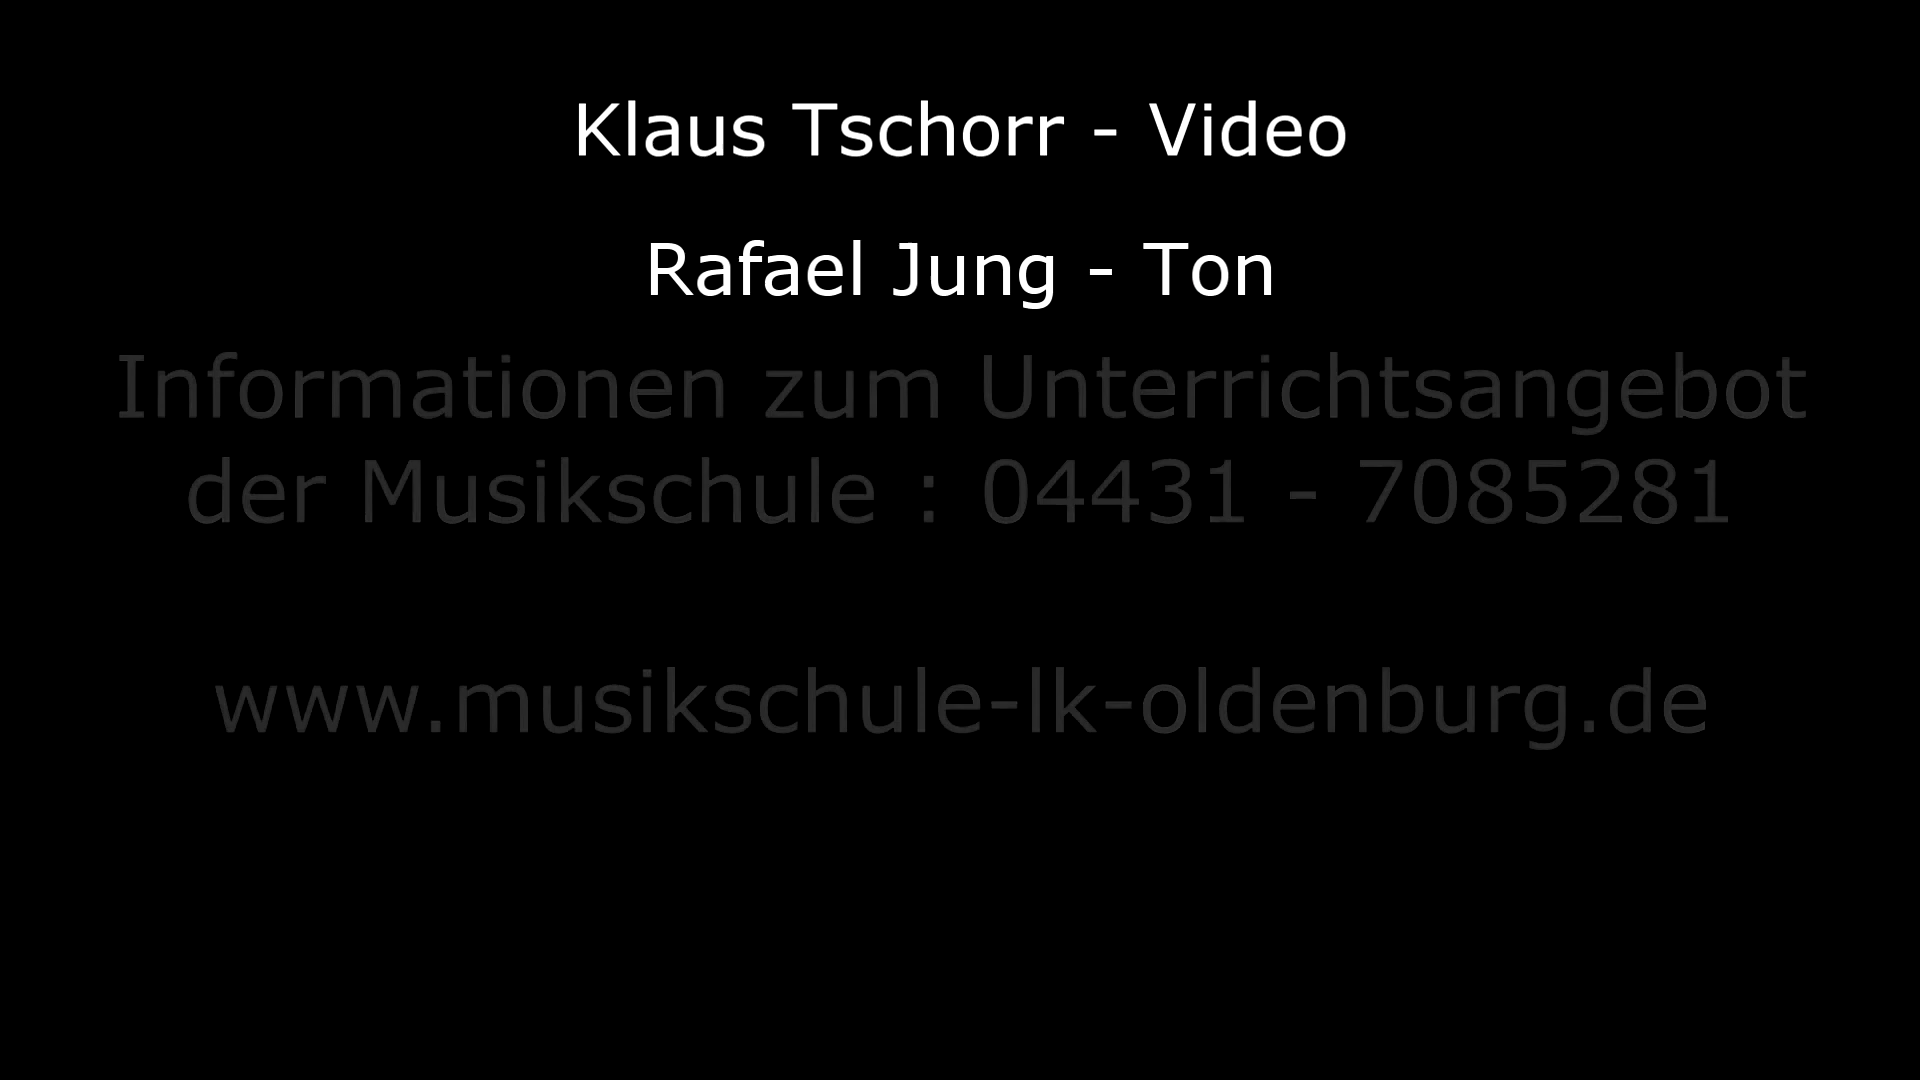 Klaus Tschorr - Video
Rafael Jung - Ton
Informationen zum Unterrichtsangebot
der Musikschule : 04431 - 7085281
www.musikschule-lk-oldenburg.de